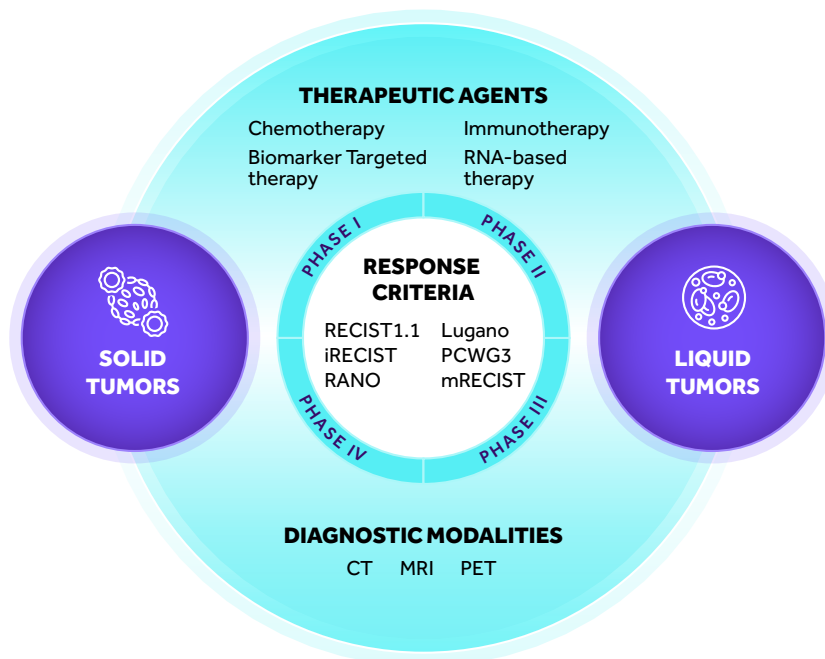 THERAPEUTIC AGENTS
Chemotherapy
Immunotherapy
Biomarker Targeted
therapy
RNA-based
therapy
PHASE I
PHASE II
RESPONSE
CRITERIA
RECIST1.1
Lugano
iRECIST
PCWG3
RANO
mRECIST
SOLID
TUMORS
LIQUID
TUMORS
PHASE IV
PHASE III
DIAGNOSTIC MODALITIES
CT MRI PET